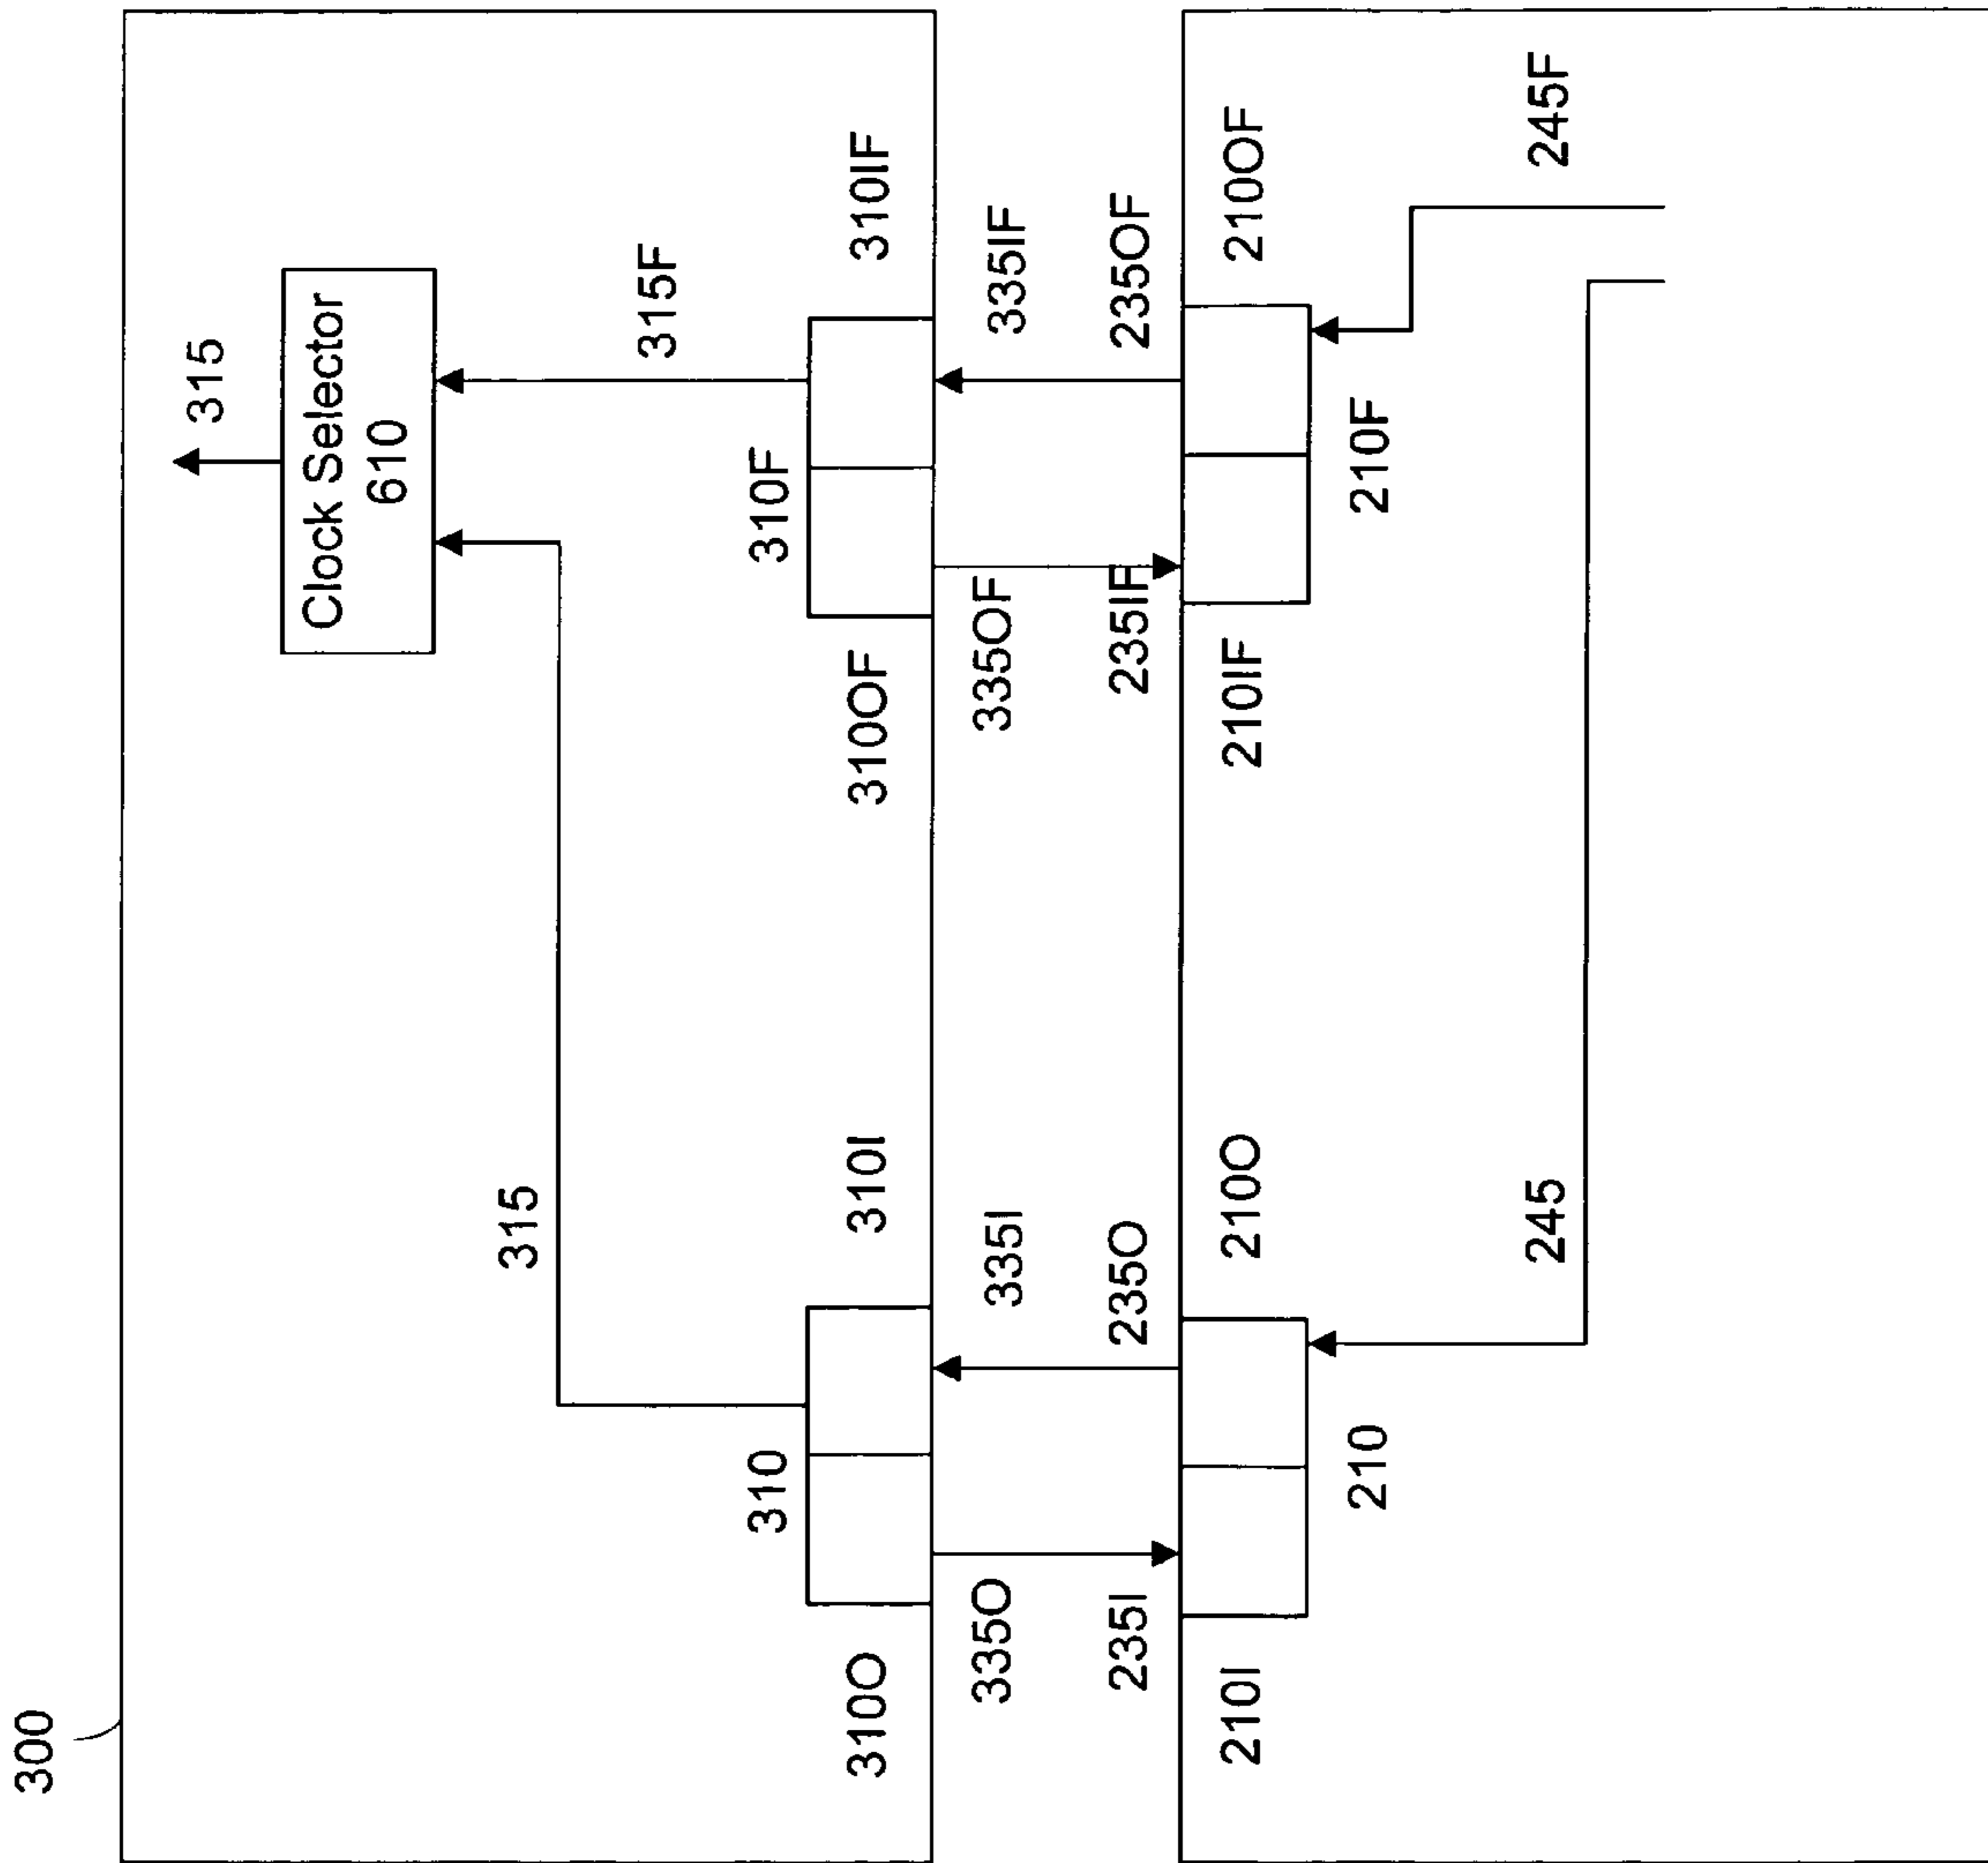 300
315
Clock Selector
610
315
315F
310
310F
310O
310I
310OF
310IF
335O
335I
335OF
335IF
235I
235O
235IF
235OF
210I
210O
210IF
210OF
210
210F
245
245F